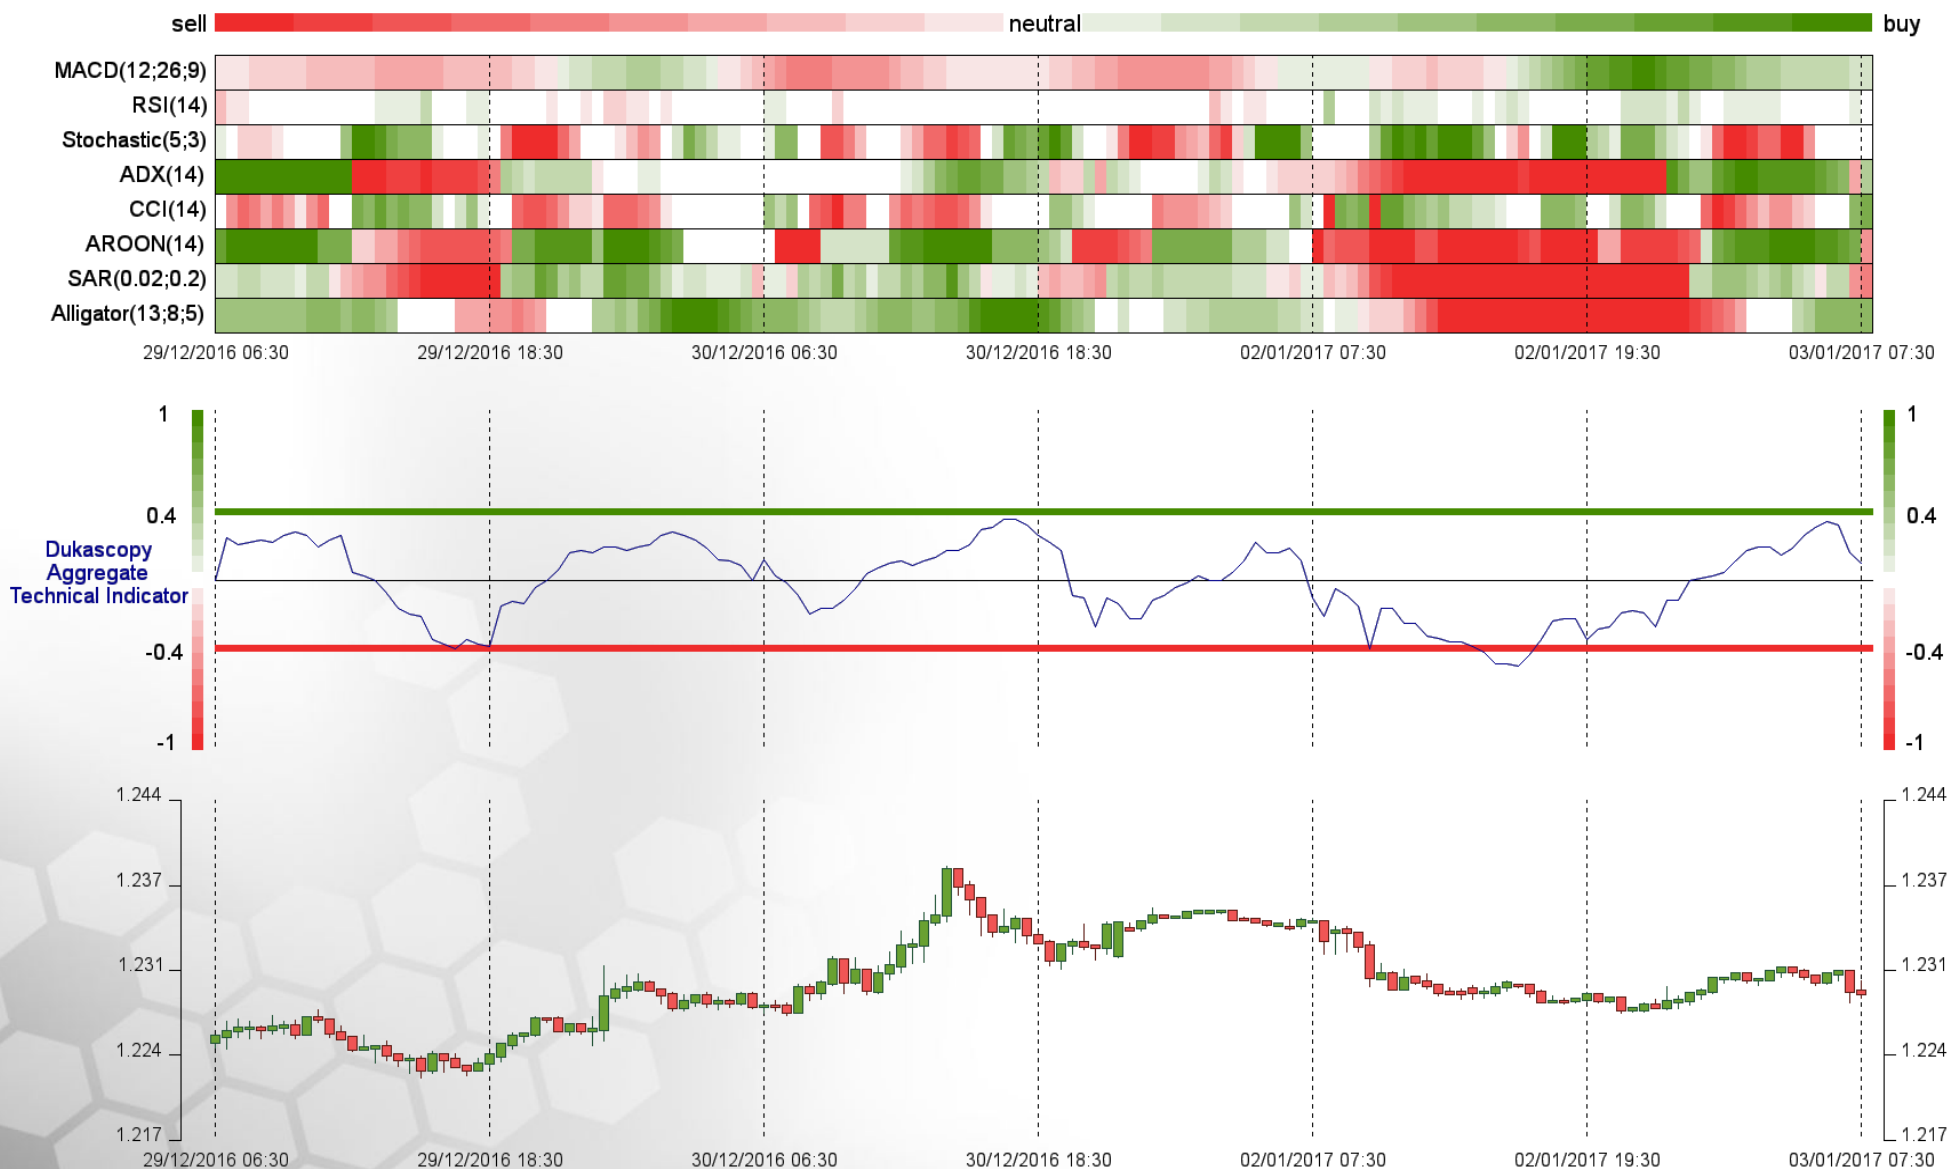 sell neutral buy
MACD(12;26;9)
RSI(14)
Stochastic(5;3)
ADX(14)
CCI(14)
AROON(14)
SAR(0.02;0.2)
Alligator(13;8;5)
29/12/2016 06:30 29/12/2016 18:30 30/12/2016 06:30 30/12/2016 18:30 02/01/2017 07:30 02/01/2017 19:30 03/01/2017 07:30
1 1
0.4 0.4
Dukascopy
Aggregate
Technical Indicator
-0.4 -0.4
-1 -1
1.244 1.244
1.237 1.237
1.231 1.231
1.224 1.224
1.217 1.217
29/12/2016 06:30 29/12/2016 18:30 30/12/2016 06:30 30/12/2016 18:30 02/01/2017 07:30 02/01/2017 19:30 03/01/2017 07:30